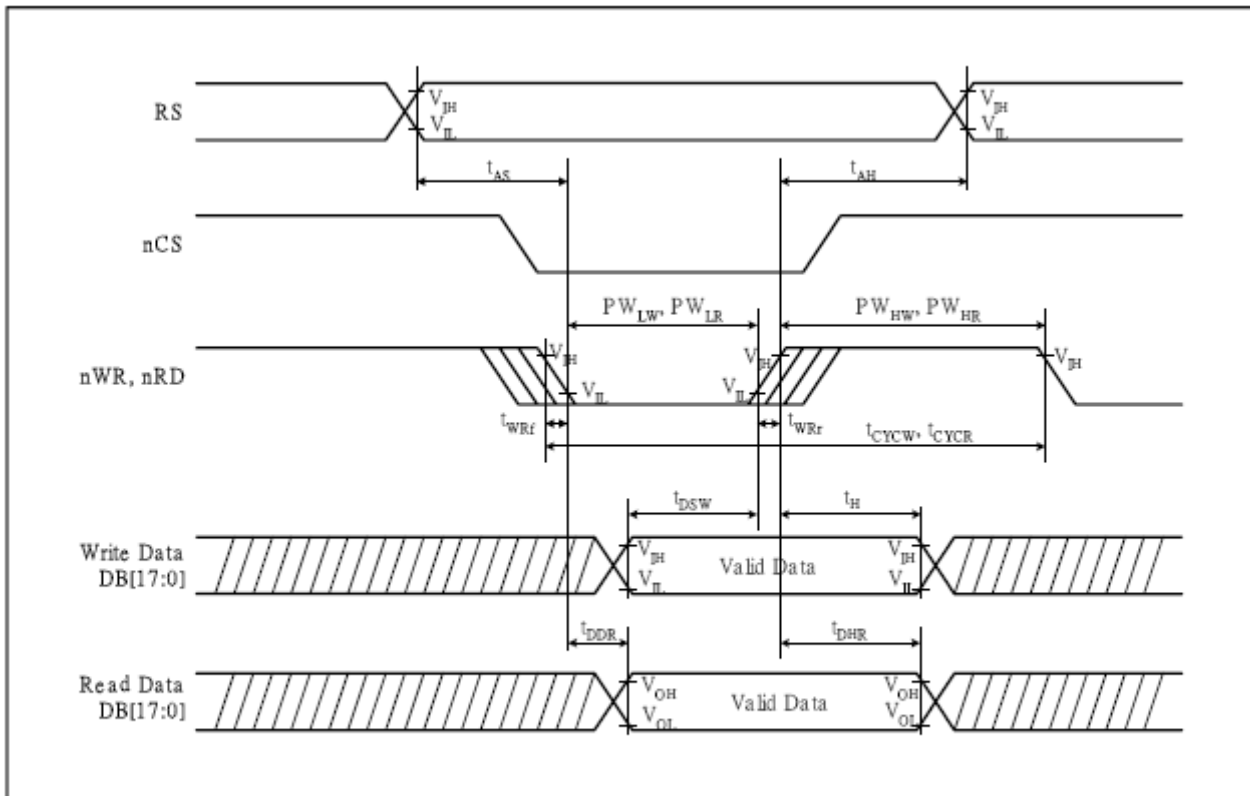 RS
V_IH
V_IL
V_IH
V_IL
t_AS
t_AH
nCS
PW_LW, PW_LR
PW_HW, PW_HR
nWR, nRD
V_IH
V_IL
V_IH
V_IL
V_IH
t_WRf
t_WRr
t_CYCW, t_CYCR
t_DSW
t_H
Write Data
DB[17:0]
V_IH
V_IL
Valid Data
V_IH
V_IL
t_DDR
t_DHR
Read Data
DB[17:0]
V_OH
V_OL
Valid Data
V_OH
V_OL